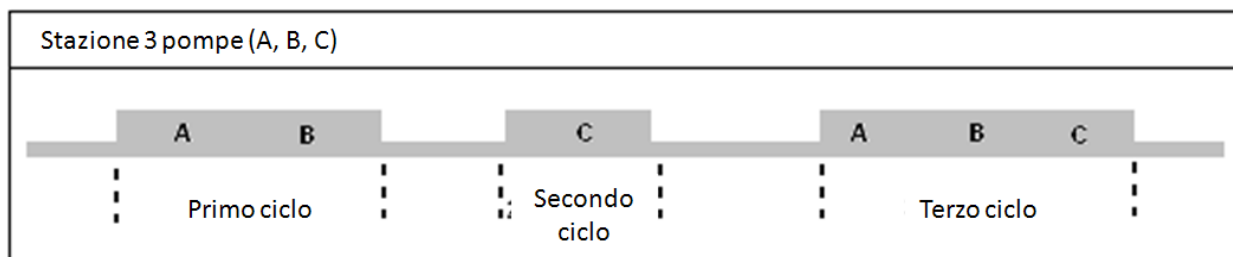 Stazione 3 pompe (A, B, C)
A B C A B C
Primo ciclo Secondo ciclo Terzo ciclo